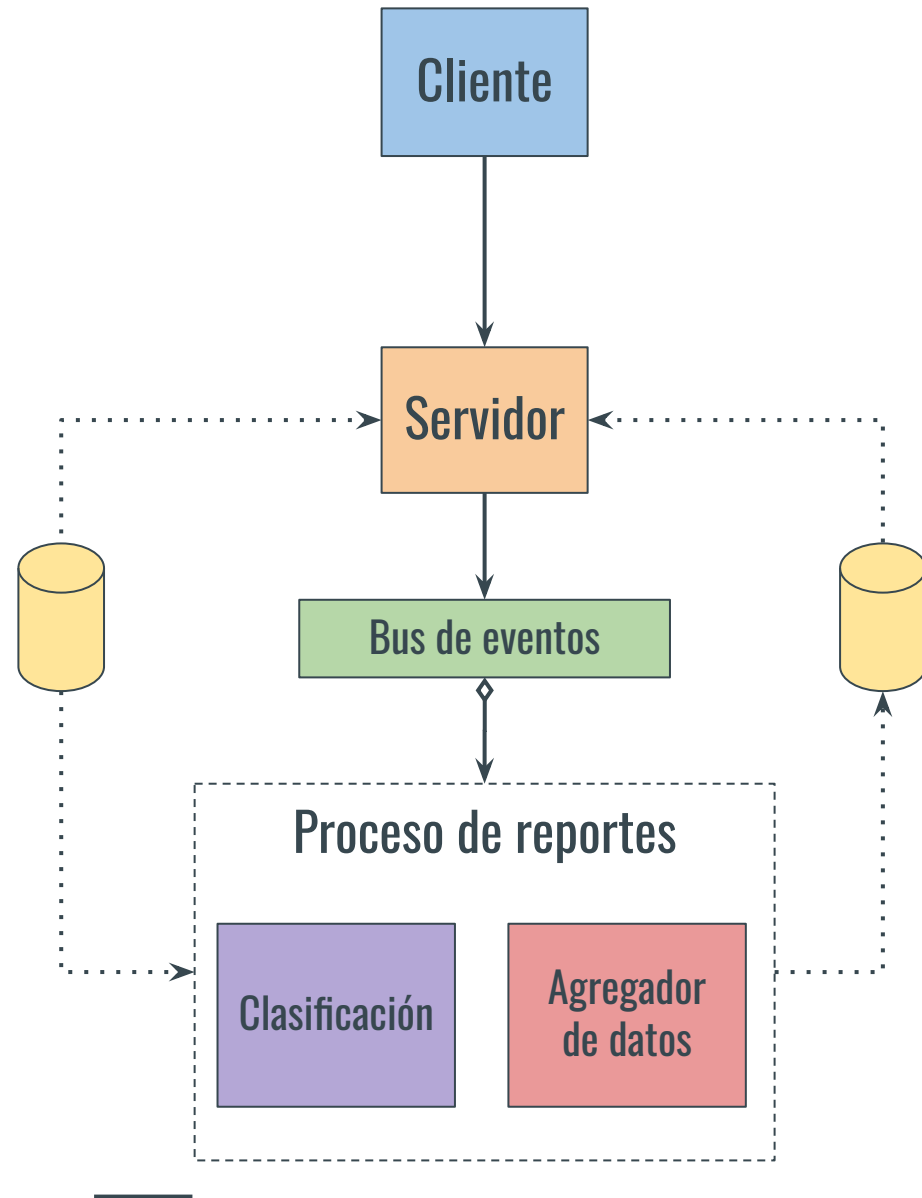 Cliente
Servidor
Bus de eventos
Proceso de reportes
Clasificación
Agregador
de datos